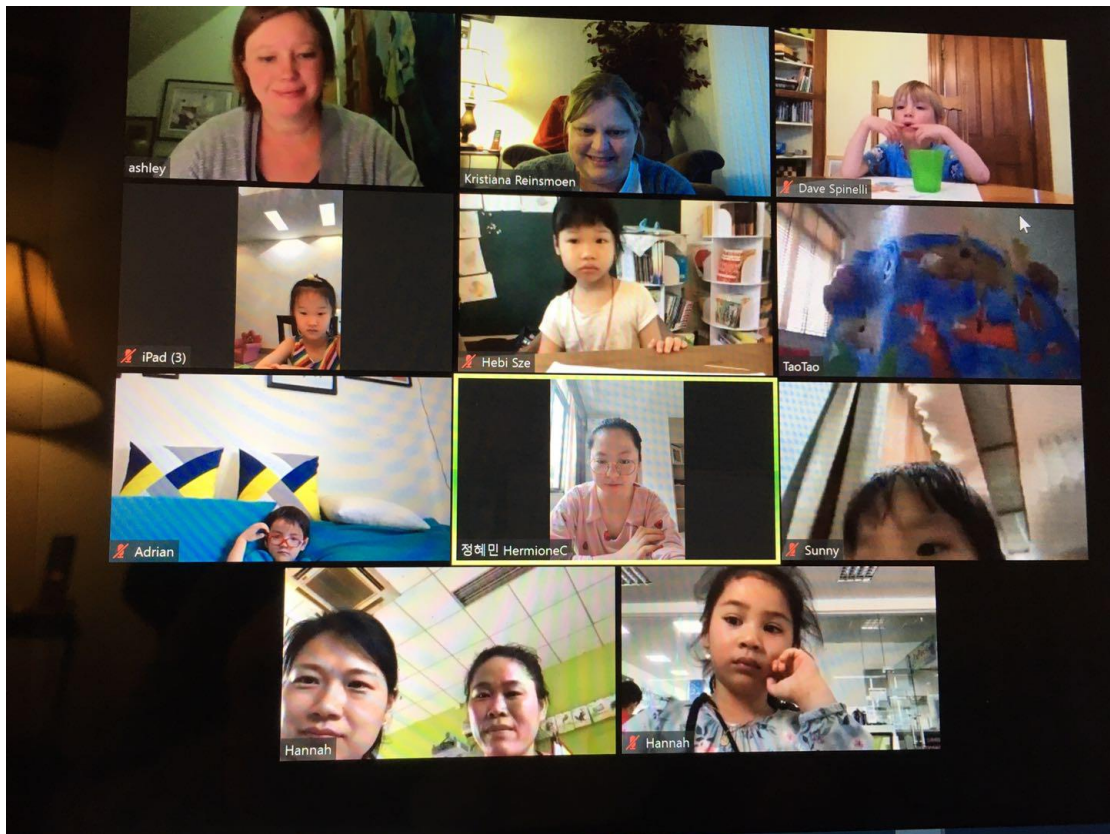 ashley
Kristiana Reinsmoen
Dave Spinelli
iPad (3)
Hebi Sze
TaoTao
Adrian
정혜민 HermioneC
Sunny
Hannah
Hannah